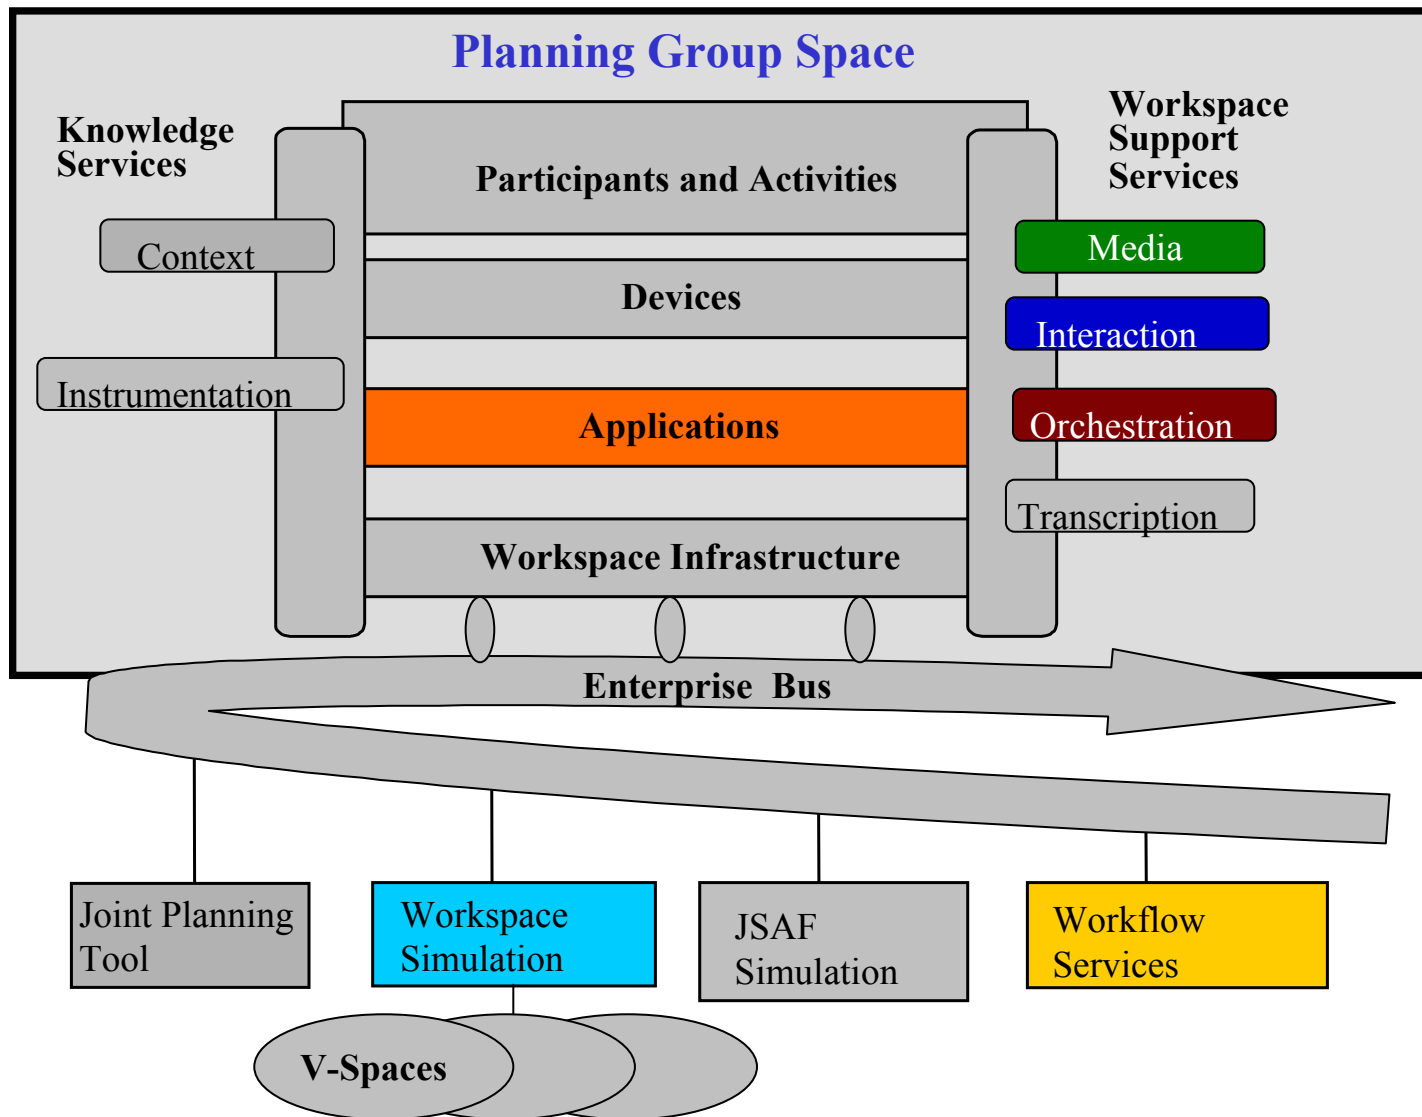 Planning Group Space
Knowledge
Services
Workspace
Support
Services
Participants and Activities
Context
Media
Devices
Interaction
Instrumentation
Applications
Orchestration
Transcription
Workspace Infrastructure
Enterprise Bus
Joint Planning
Tool
Workspace
Simulation
JSAF
Simulation
Workflow
Services
V-Spaces